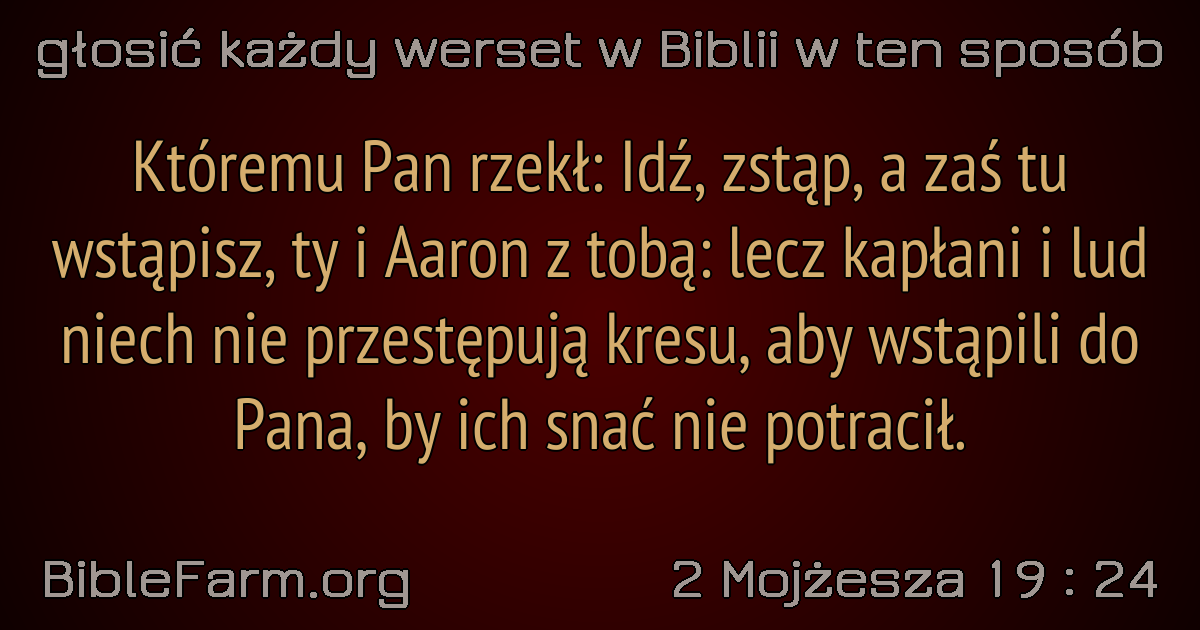 głosić każdy werset w Biblii w ten sposób
Któremu Pan rzekł: Idź, zstąp, a zaś tu
wstąpisz, ty i Aaron z tobą: lecz kapłani i lud
niech nie przestępują kresu, aby wstąpili do
Pana, by ich snać nie potracił.
BibleFarm.org
2 Mojżesza 19 : 24